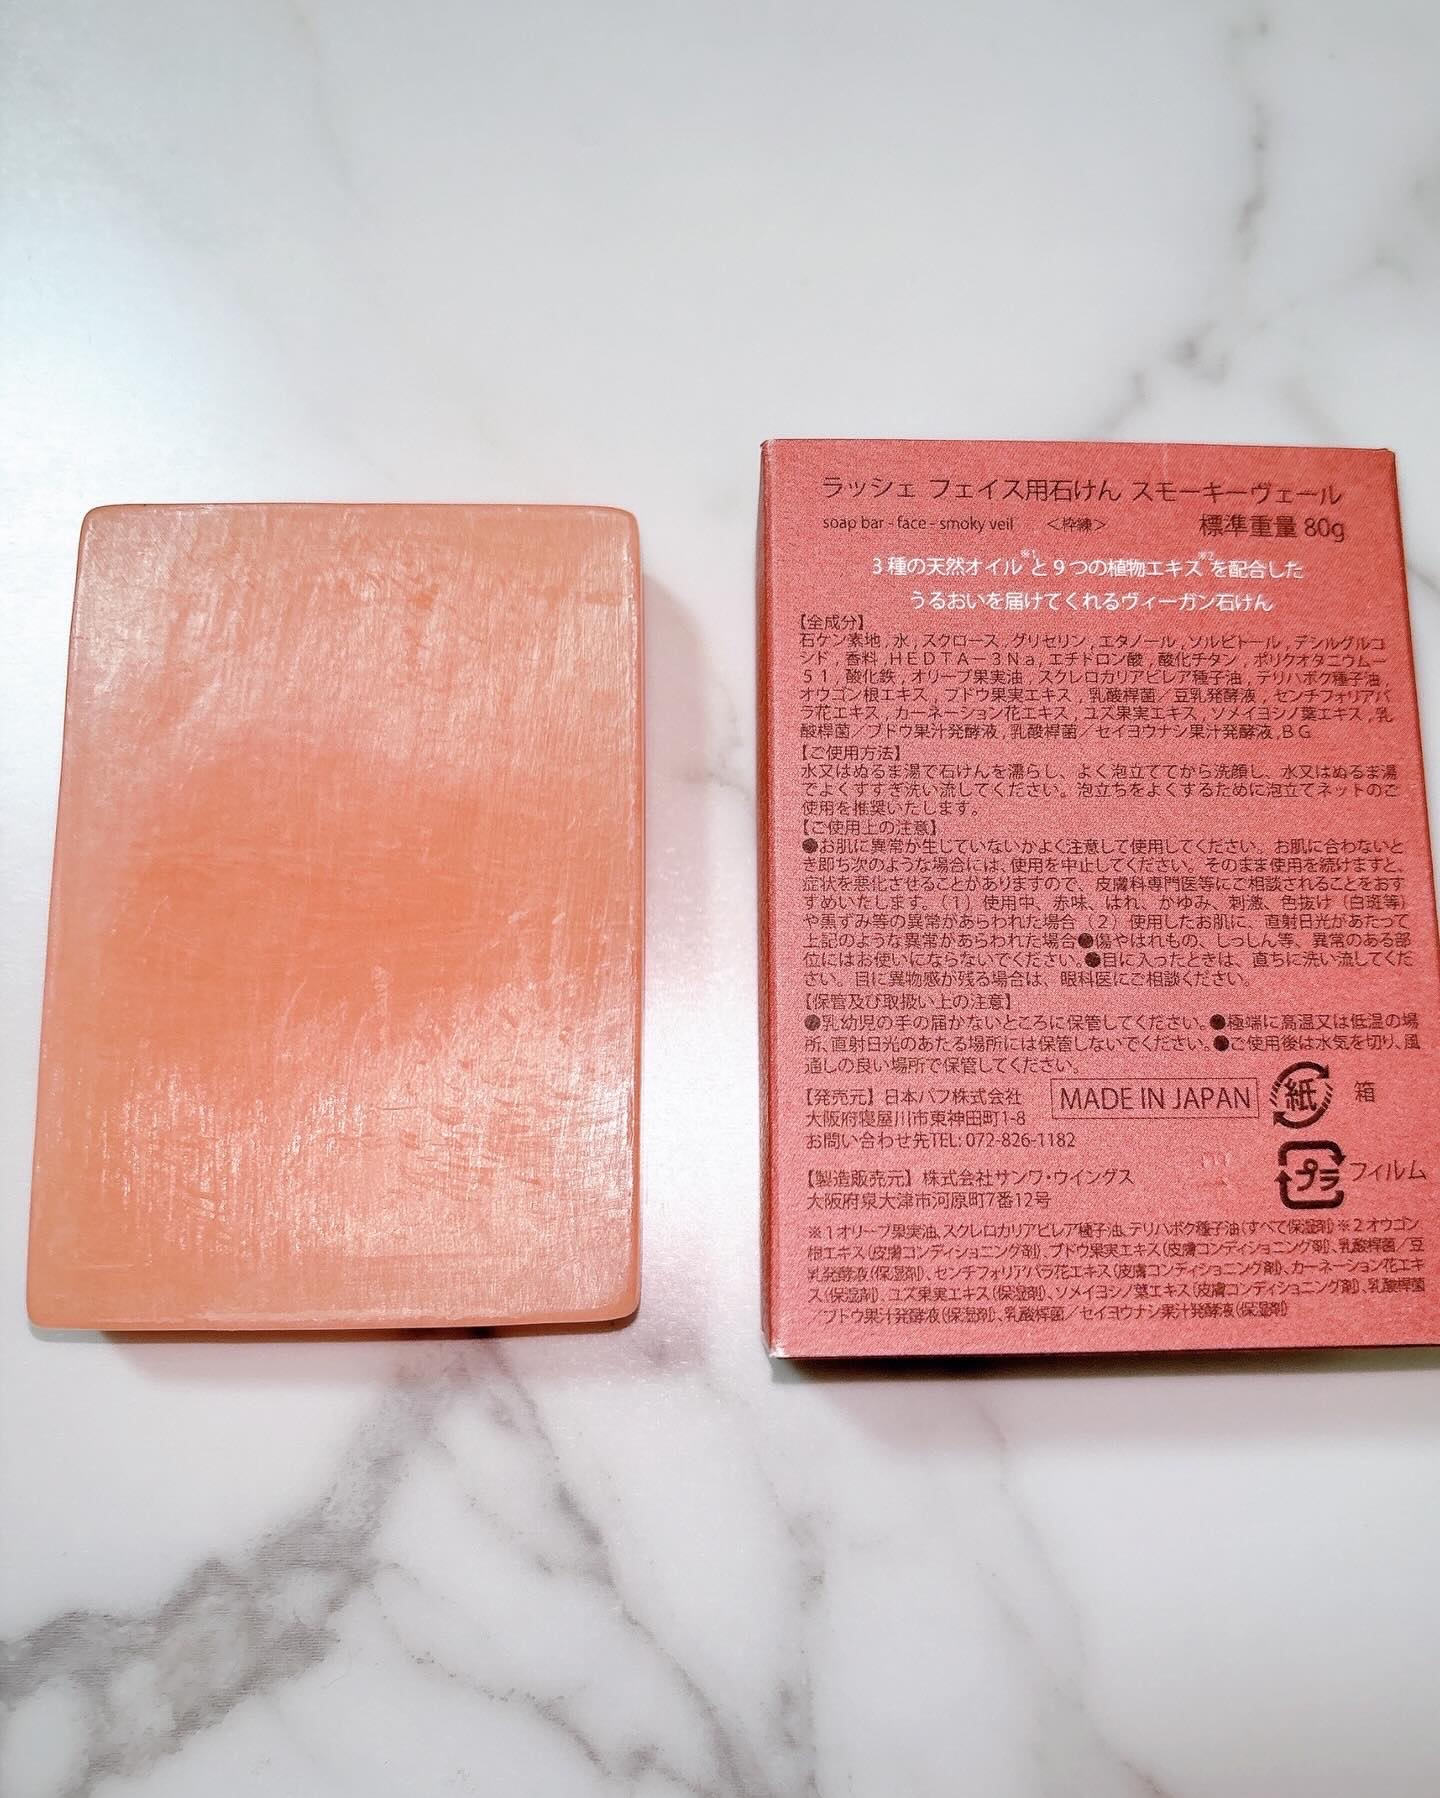 ラッシェ フェイス用石けん スモーキーヴェール
soap bar - face - smoky veil ＜枠練＞ 標準重量 80g
3種の天然オイル※1と9つの植物エキス※2を配合した
うるおいを届けてくれるヴィーガン石けん
【全成分】
石ケン素地 , 水 , スクロース , グリセリン , エタノール , ソルビトール , デシルグルコ
シド , 香料 , ＨＥＤＴＡ－３Ｎａ, エチドロン酸 , 酸化チタン , ポリクオタニウムー
５１ , 酸化鉄 , オリーブ果実油 , スクレロカリアビレア種子油 , テリハボク種子油 ,
オウゴン根エキス , ブドウ果実エキス , 乳酸桿菌／豆乳発酵液 , センチフォリアバ
ラ花エキス , カーネーション花エキス , ユズ果実エキス , ソメイヨシノ葉エキス , 乳
酸桿菌／ブドウ果汁発酵液 , 乳酸桿菌／セイヨウナシ果汁発酵液 , ＢＧ
【ご使用方法】
水又はぬるま湯で石けんを濡らし、よく泡立ててから洗顔し、水又はぬるま湯
でよくすすぎ洗い流してください。泡立ちをよくするために泡立てネットのご
使用を推奨いたします。
【ご使用上の注意】
●お肌に異常が生じていないかよく注意して使用してください。お肌に合わないと
き即ち次のような場合には、使用を中止してください。そのまま使用を続けますと、
症状を悪化させることがありますので、皮膚科専門医等にご相談されることをおす
すめいたします。（1）使用中、赤味、はれ、かゆみ、刺激、色抜け（白斑等）
や黒ずみ等の異常があらわれた場合（2）使用したお肌に、直射日光があたって
上記のような異常があらわれた場合●傷やはれもの、しっしん等、異常のある部
位にはお使いにならないでください。●目に入ったときは、直ちに洗い流してくだ
さい。目に異物感が残る場合は、眼科医にご相談ください。
【保管及び取扱い上の注意】
●乳幼児の手の届かないところに保管してください。●極端に高温又は低温の場
所、直射日光のあたる場所には保管しないでください。●ご使用後は水気を切り、風
通しの良い場所で保管してください。
【発売元】日本パフ株式会社 MADE IN JAPAN 紙 箱
大阪府寝屋川市東神田町1-8
お問い合わせ先TEL: 072-826-1182
プラ フィルム
【製造販売元】株式会社サンワ・ウイングス
大阪府泉大津市河原町7番12号
※１オリーブ果実油、スクレロカリアビレア種子油、テリハボク種子油(すべて保湿剤) ※２オウゴン
根エキス(皮膚コンディショニング剤)、ブドウ果実エキス(皮膚コンディショニング剤)、乳酸桿菌／豆
乳発酵液(保湿剤)、センチフォリアバラ花エキス(皮膚コンディショニング剤)、カーネーション花エキ
ス(保湿剤)、ユズ果実エキス(保湿剤)、ソメイヨシノ葉エキス(皮膚コンディショニング剤)、乳酸桿菌
／ブドウ果汁発酵液(保湿剤)、乳酸桿菌／セイヨウナシ果汁発酵液(保湿剤)